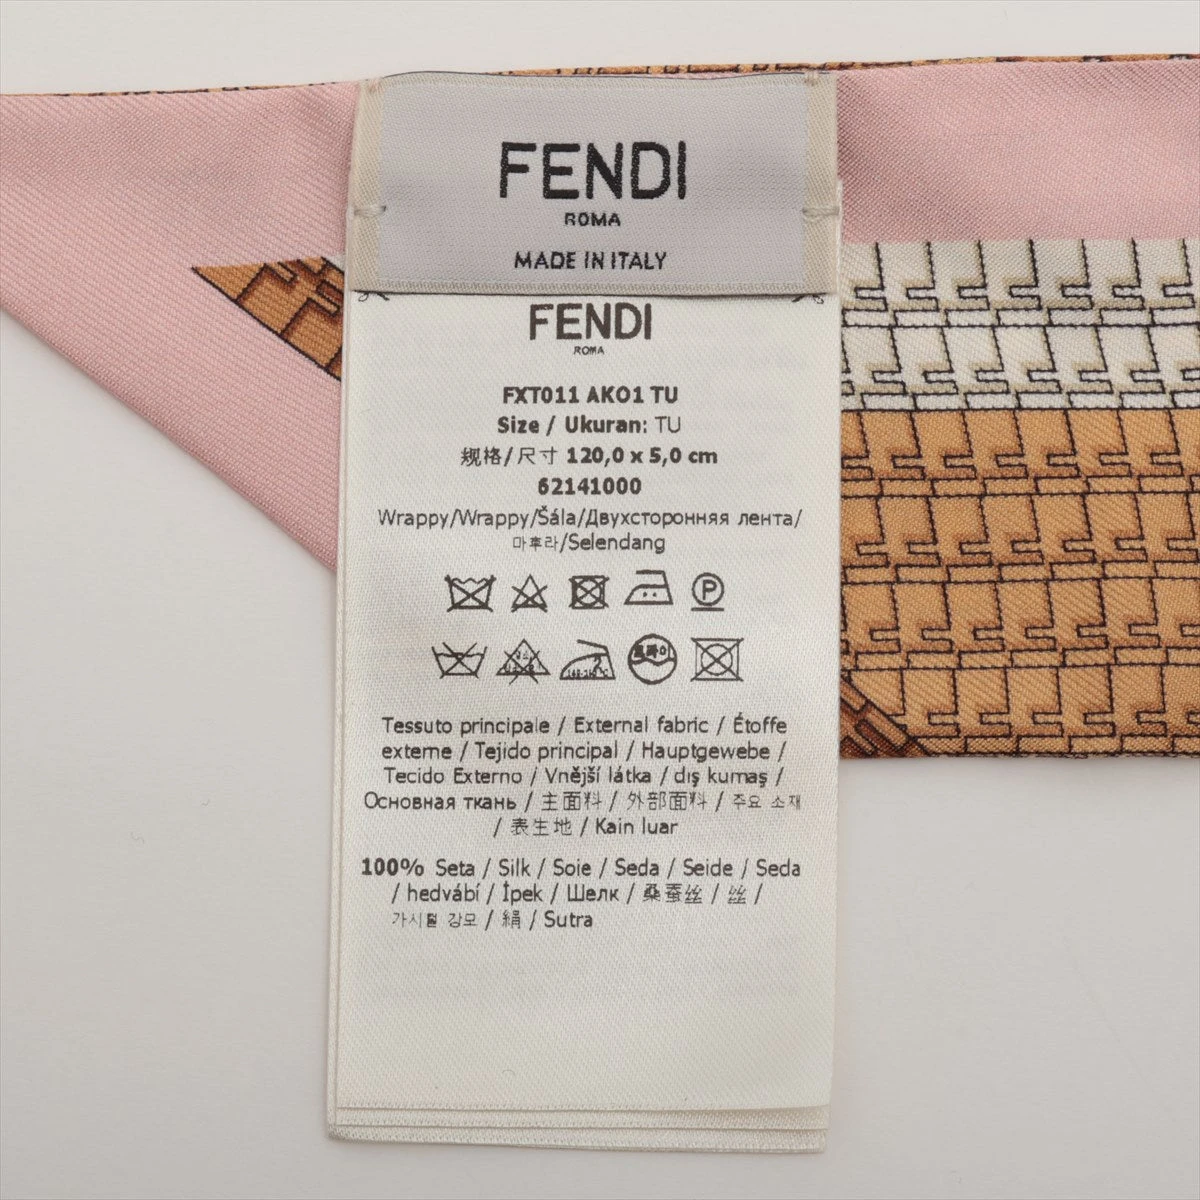 FENDI
ROMA
MADE IN ITALY
FENDI
ROMA
FXT011 AKO1 TU
Size / Ukuran: TU
规格/尺寸 120,0 x 5,0 cm
62141000
Wrappy/Wrappy/Šála/Двухсторонняя лента/
마후라/Selendang
P
Tessuto principale / External fabric / Étoffe
externe / Tejido principal / Hauptgewebe /
Tecido Externo / Vnější látka / dış kumaş /
Основная ткань / 主面料 / 外部面料 / 주요 소재
/ 表生地 / Kain luar
100% Seta / Silk / Soie / Seda / Seide / Seda
/ hedvábí / İpek / Шелк / 桑蚕丝 / 丝 /
가시털 강모 / 絹 / Sutra